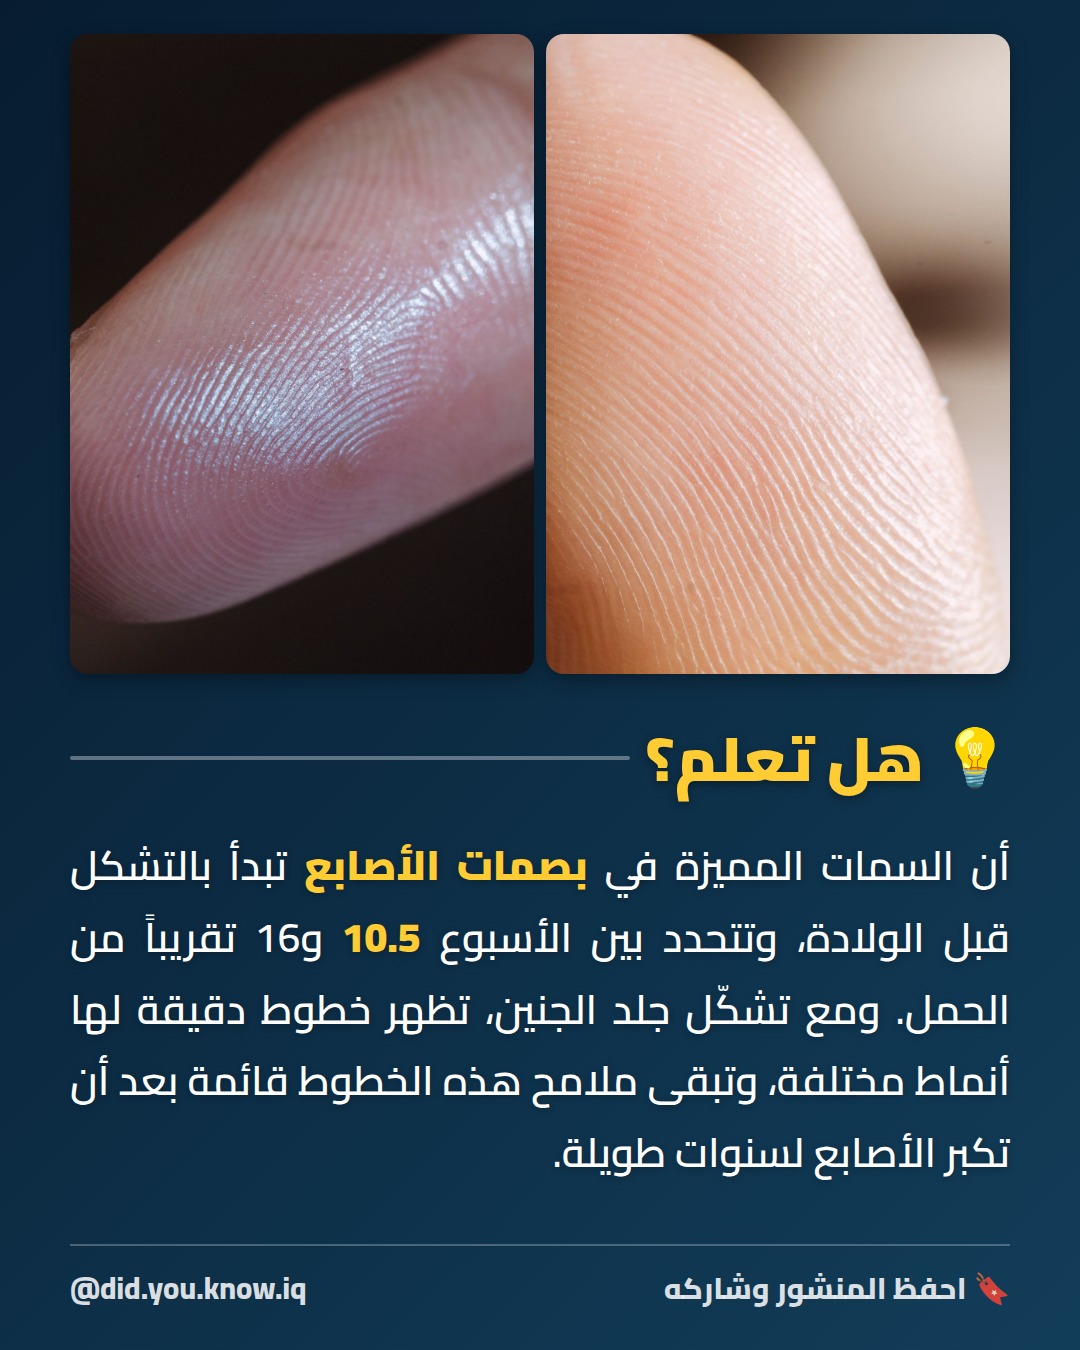 💡 هل تعلم؟
أن السمات المميزة في بصمات الأصابع تبدأ بالتشكل
قبل الولادة، وتتحدد بين الأسبوع 10.5 و16 تقريباً من
الحمل. ومع تشكّل جلد الجنين، تظهر خطوط دقيقة لها
أنماط مختلفة، وتبقى ملامح هذه الخطوط قائمة بعد أن
تكبر الأصابع لسنوات طويلة.
🔖 احفظ المنشور وشاركه
@did.you.know.iq